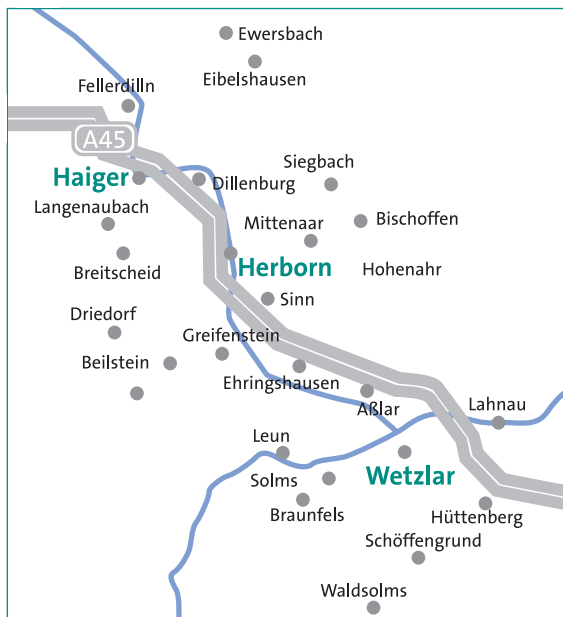 Ewersbach
Eibelshausen
Fellerdilln
A45
Siegbach
Haiger
Dillenburg
Langenaubach
Mittenaar
Bischoffen
Breitscheid
Herborn
Hohenahr
Sinn
Driedorf
Greifenstein
Beilstein
Ehringshausen
Aßlar
Lahnau
Leun
Wetzlar
Solms
Braunfels
Hüttenberg
Schöffengrund
Waldsolms